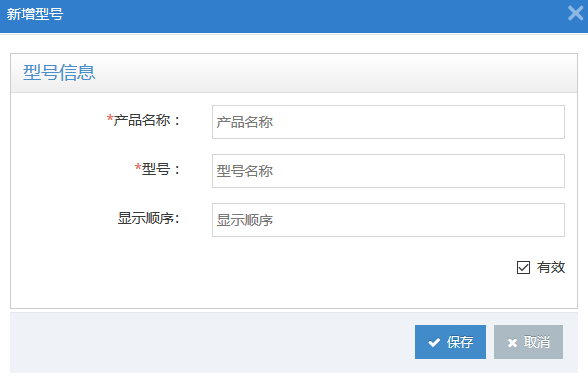 新增型号
型号信息
*产品名称： 产品名称
*型号： 型号名称
显示顺序: 显示顺序
有效
保存 取消